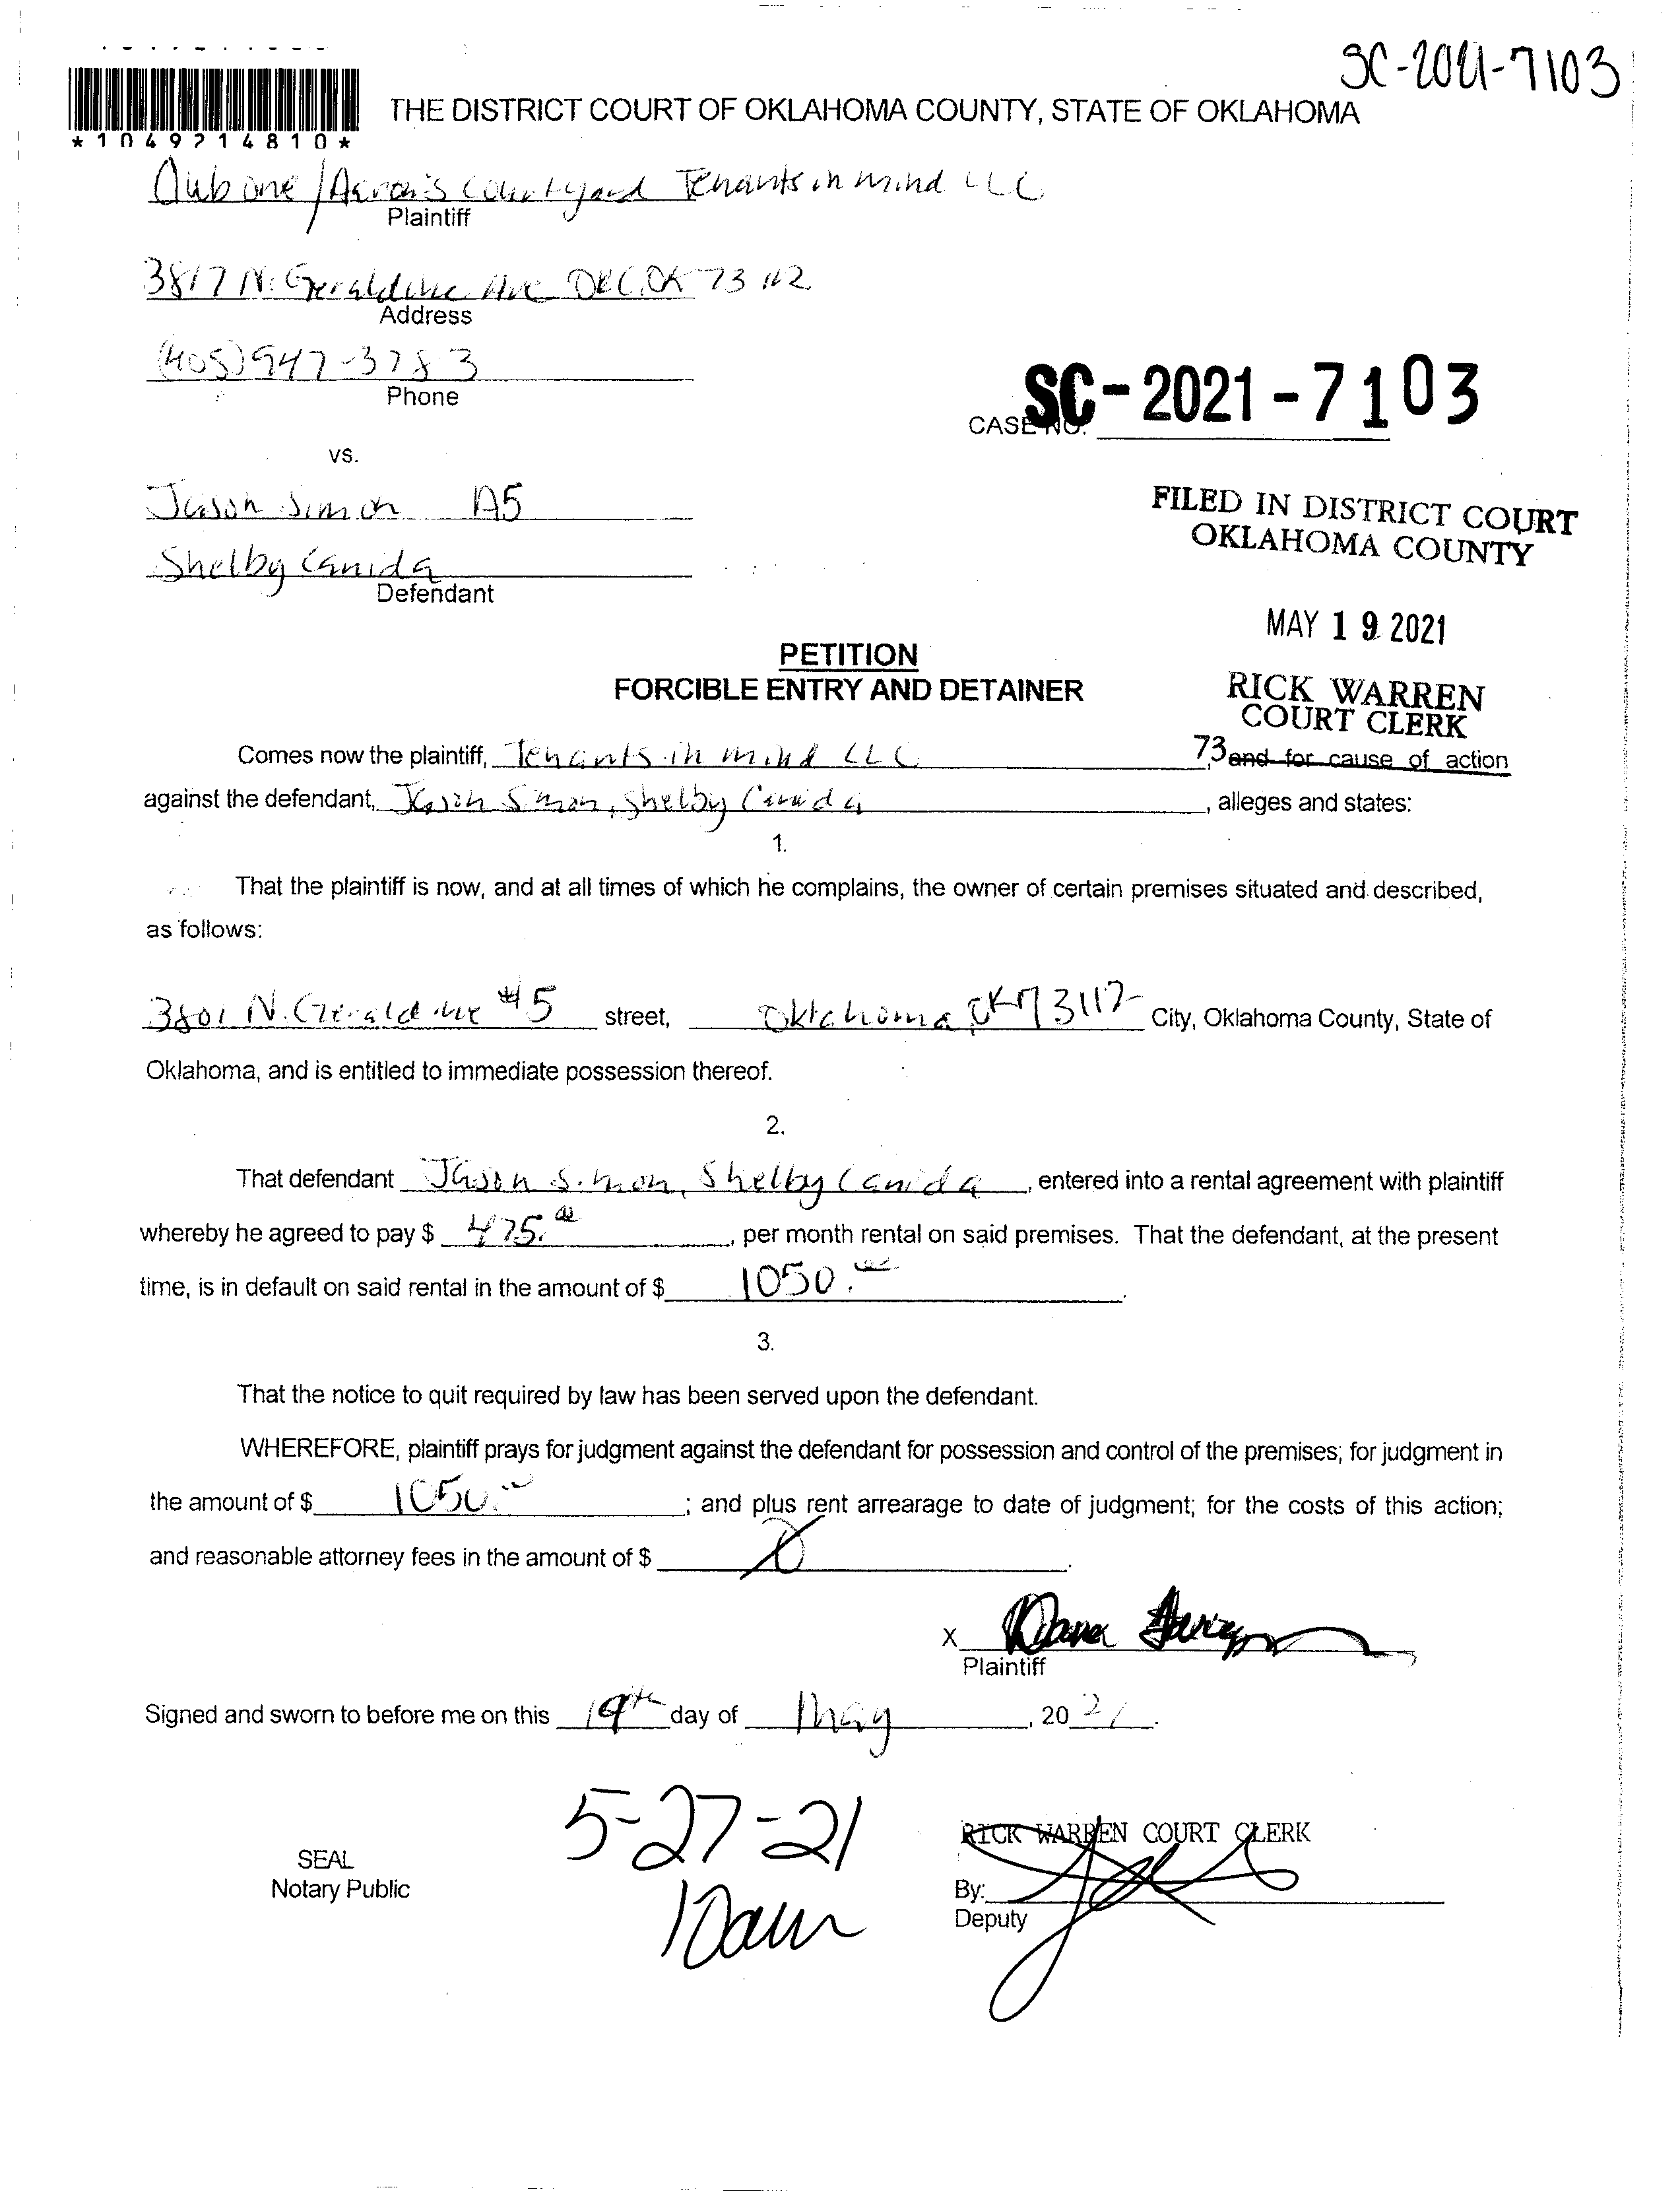 SC-2021-7103
THE DISTRICT COURT OF OKLAHOMA COUNTY, STATE OF OKLAHOMA
*1049214810*
Courtyard Tenants in mind LLC
Plaintiff
3817 N. Geraldine Ave OKC, OK 73112
Address
(405) 947-3783
Phone
SC-2021-7103
CASE NO.
vs.
Jason Simon A5
Shelby Canida
Defendant
FILED IN DISTRICT COURT
OKLAHOMA COUNTY
MAY 19 2021
RICK WARREN
COURT CLERK
73
PETITION
FORCIBLE ENTRY AND DETAINER
Comes now the plaintiff, Tenants in mind LLC, and for cause of action
against the defendant, Jason Simon, Shelby Canida, alleges and states:
1.
That the plaintiff is now, and at all times of which he complains, the owner of certain premises situated and described,
as follows:
3801 N. Geraldine #5 street, Oklahoma, OK 73112 City, Oklahoma County, State of
Oklahoma, and is entitled to immediate possession thereof.
2.
That defendant Jason Simon, Shelby Canida, entered into a rental agreement with plaintiff
whereby he agreed to pay $ 475.00, per month rental on said premises. That the defendant, at the present
time, is in default on said rental in the amount of $ 1050.00.
3.
That the notice to quit required by law has been served upon the defendant.
WHEREFORE, plaintiff prays for judgment against the defendant for possession and control of the premises; for judgment in
the amount of $ 1050.00; and plus rent arrearage to date of judgment; for the costs of this action;
and reasonable attorney fees in the amount of $ 0.
X
Plaintiff
Signed and sworn to before me on this 19th day of May, 2021.
5-27-21
10am
SEAL
Notary Public
RICK WARREN COURT CLERK
By:
Deputy